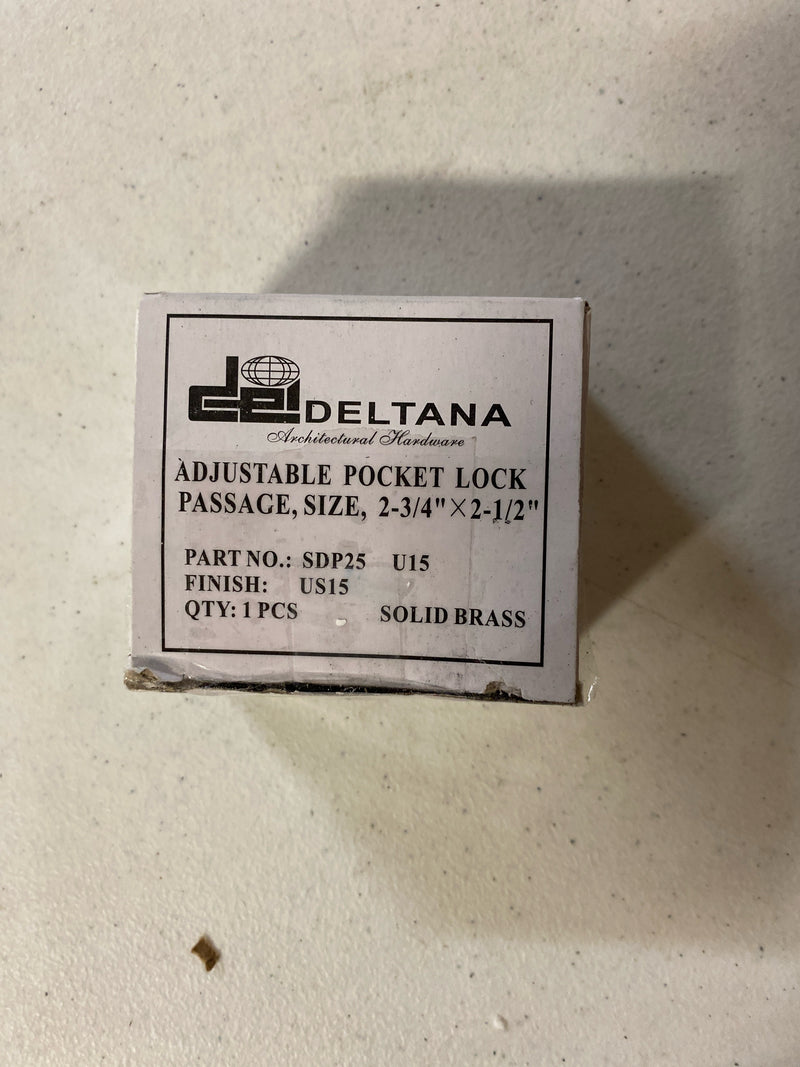 del DELTANA
Architectural Hardware
ADJUSTABLE POCKET LOCK
PASSAGE, SIZE, 2-3/4"×2-1/2"
PART NO.: SDP25 U15
FINISH: US15
QTY: 1 PCS SOLID BRASS